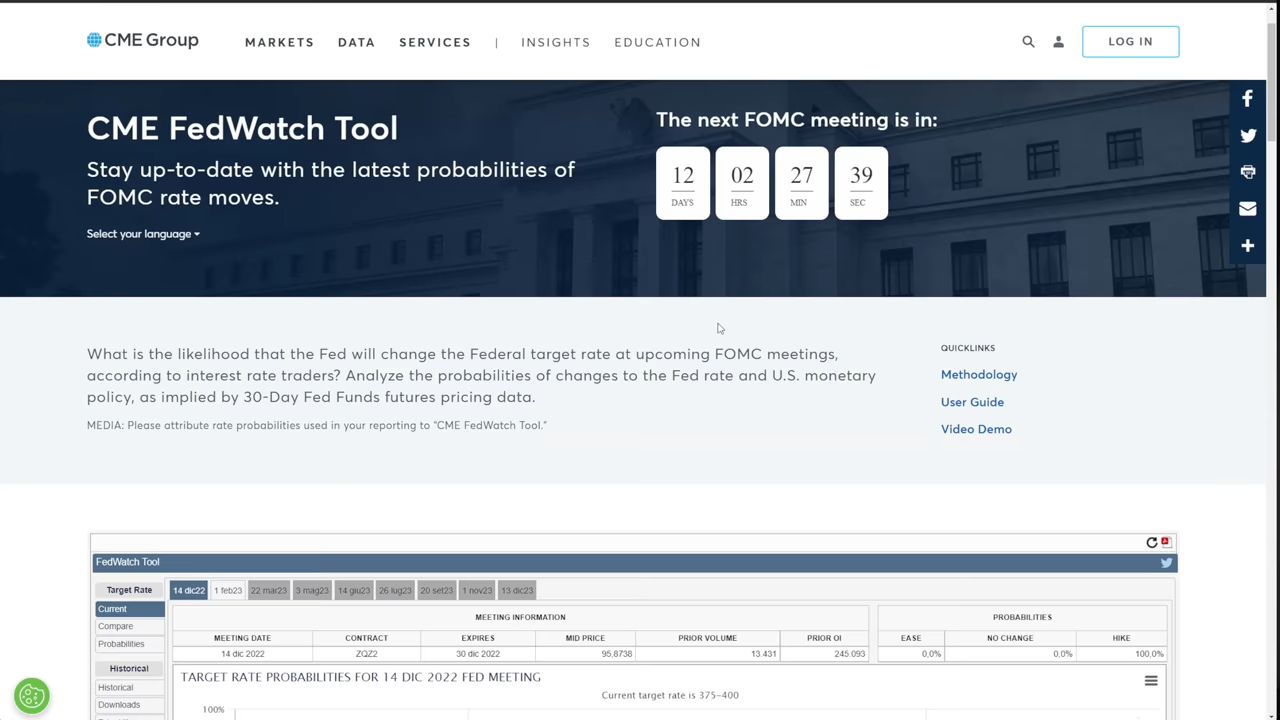 CME Group
MARKETS DATA SERVICES | INSIGHTS EDUCATION
LOG IN
CME FedWatch Tool
Stay up-to-date with the latest probabilities of
FOMC rate moves.
Select your language
The next FOMC meeting is in:
12 02 27 39
DAYS HRS MIN SEC
What is the likelihood that the Fed will change the Federal target rate at upcoming FOMC meetings,
according to interest rate traders? Analyze the probabilities of changes to the Fed rate and U.S. monetary
policy, as implied by 30-Day Fed Funds futures pricing data.
MEDIA: Please attribute rate probabilities used in your reporting to "CME FedWatch Tool."
QUICKLINKS
Methodology
User Guide
Video Demo
FedWatch Tool
Target Rate
Current
Compare
Probabilities
Historical
Historical
Downloads
14 dic22 1 feb23 22 mar23 3 mag23 14 giu23 26 lug23 20 set23 1 nov23 13 dic23
MEETING INFORMATION
MEETING DATE CONTRACT EXPIRES MID PRICE PRIOR VOLUME PRIOR OI
14 dic 2022 ZQZ2 30 dic 2022 95,8738 13.431 245.093
PROBABILITIES
EASE NO CHANGE HIKE
0,0% 0,0% 100,0%
TARGET RATE PROBABILITIES FOR 14 DIC 2022 FED MEETING
Current target rate is 375-400
100%